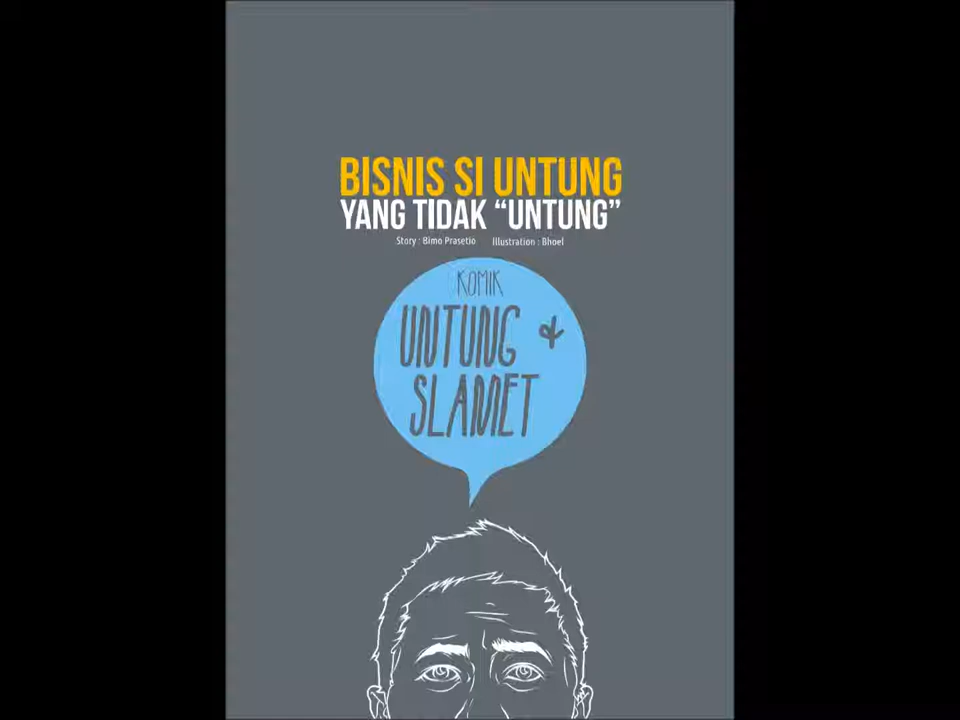 BISNIS SI UNTUNG
YANG TIDAK “UNTUNG”
Story : Bimo Prasetio Illustration : Bhoel
KOMIK
UNTUNG &
SLAMET